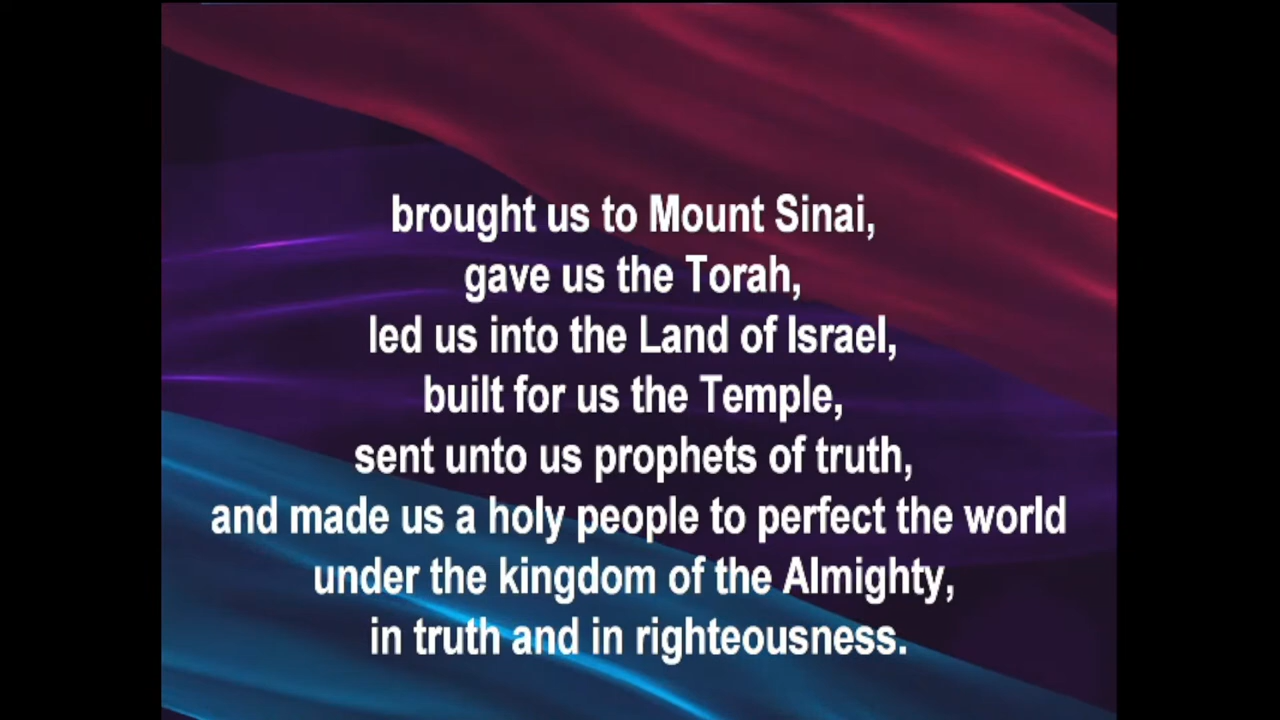 brought us to Mount Sinai,
gave us the Torah,
led us into the Land of Israel,
built for us the Temple,
sent unto us prophets of truth,
and made us a holy people to perfect the world
under the kingdom of the Almighty,
in truth and in righteousness.